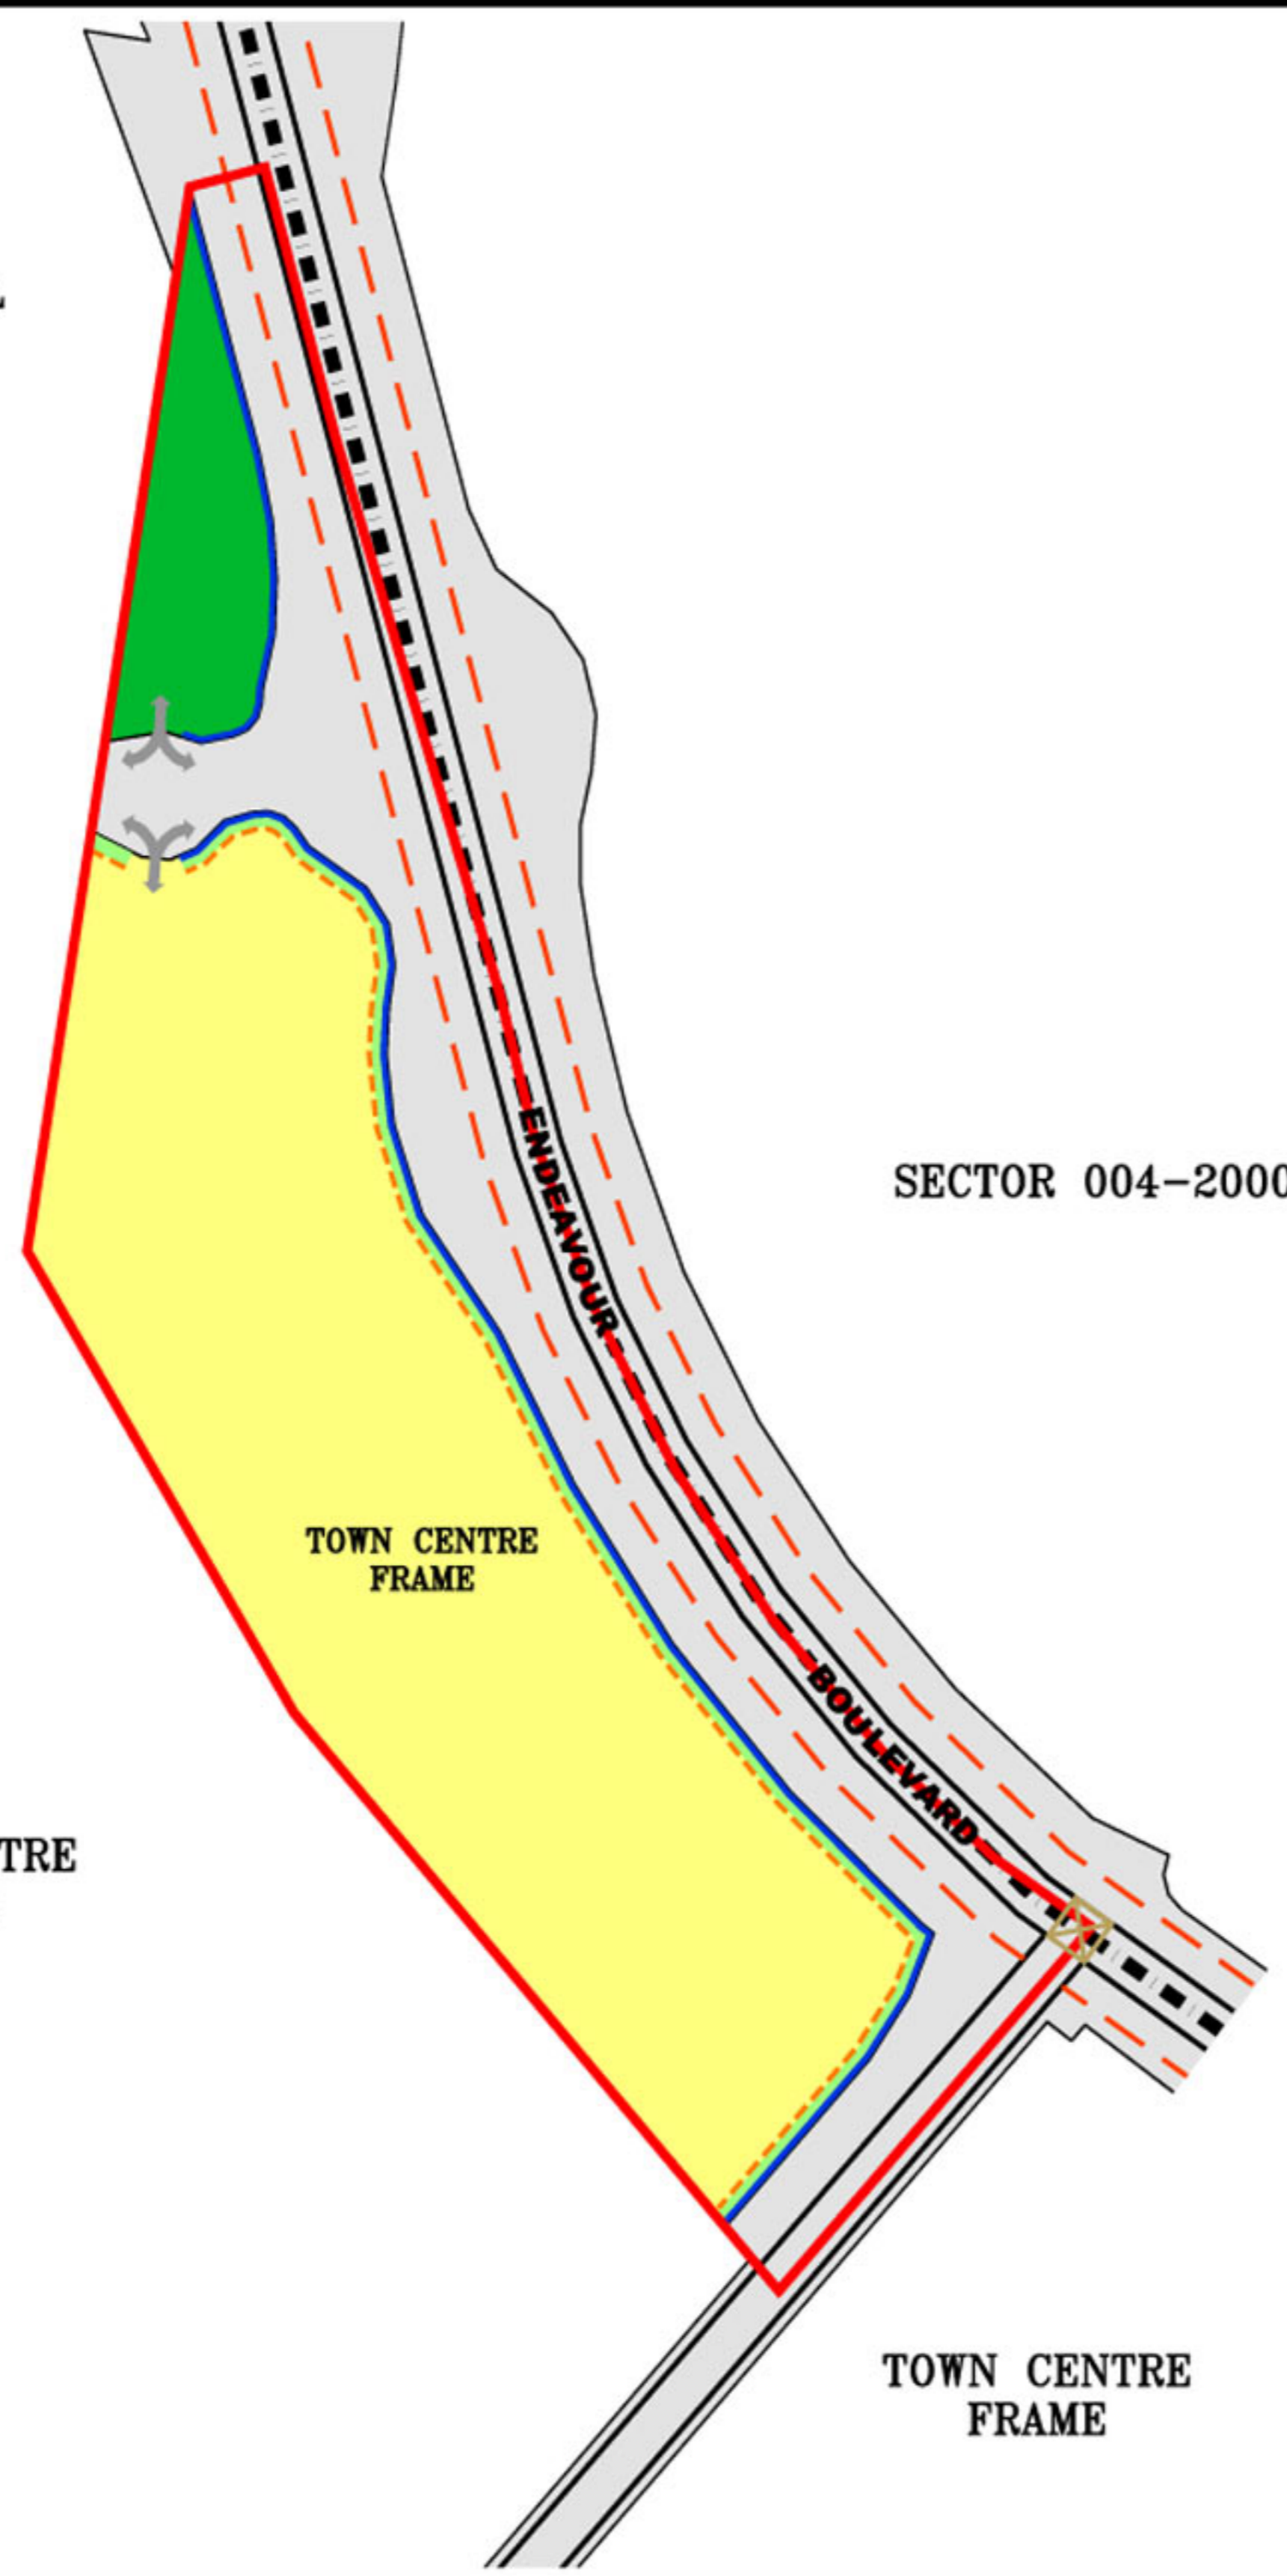 ENDEAVOUR
SECTOR 004-2000
TOWN CENTRE
FRAME
BOULEVARD
TRE
TOWN CENTRE
FRAME